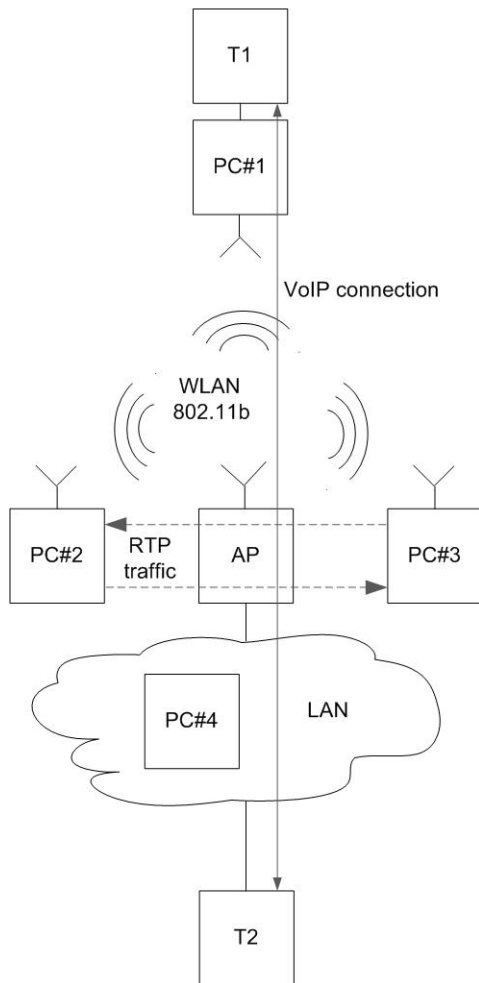 T1
PC#1
VoIP connection
WLAN
802.11b
PC#2
RTP
traffic
AP
PC#3
PC#4
LAN
T2